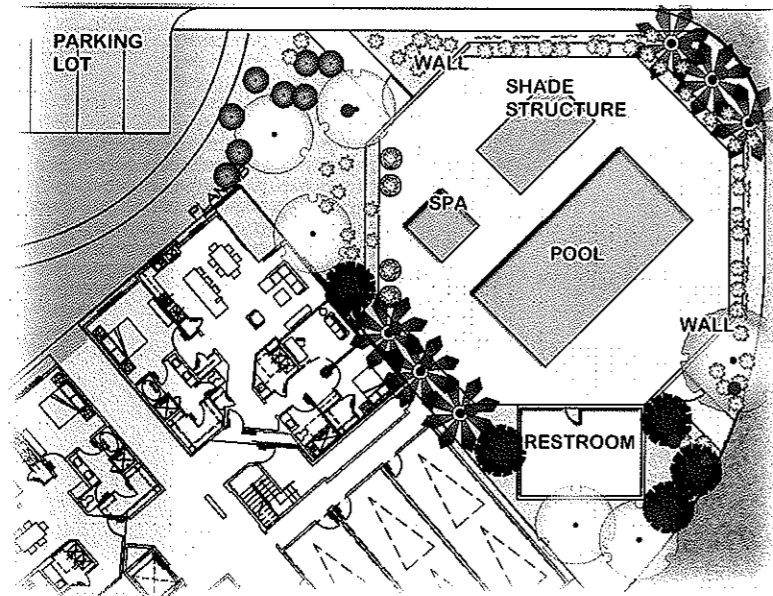 PARKING
LOT
WALL
SHADE
STRUCTURE
SPA
POOL
WALL
RESTROOM